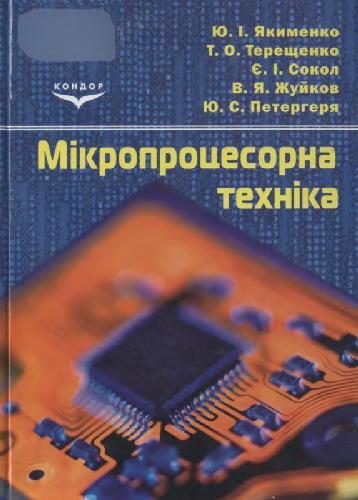 КОНДОР
Ю. І. Якименко
Т. О. Терещенко
Є. І. Сокол
В. Я. Жуйков
Ю. С. Петергеря
Мікропроцесорна
техніка